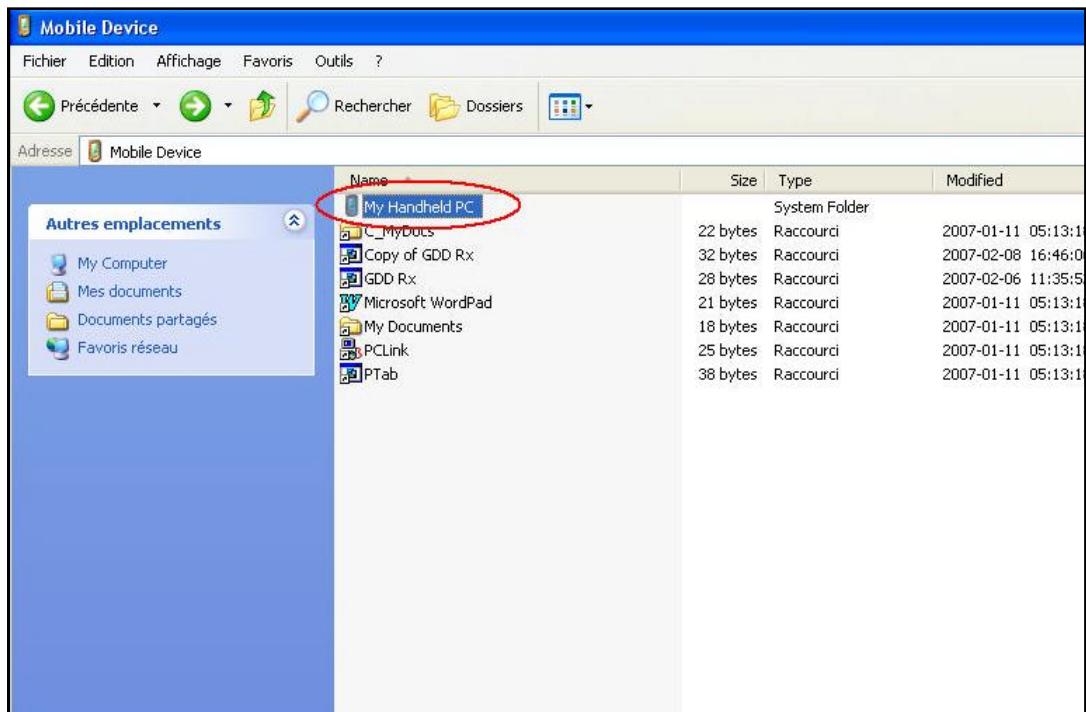 Mobile Device
Fichier Edition Affichage Favoris Outils ?
Précédente Rechercher Dossiers
Adresse Mobile Device
Name Size Type Modified
Autres emplacements
My Computer
Mes documents
Documents partagés
Favoris réseau
My Handheld PC System Folder
C_MyDocs 22 bytes Raccourci 2007-01-11 05:13:1
Copy of GDD Rx 32 bytes Raccourci 2007-02-08 16:46:0
GDD Rx 28 bytes Raccourci 2007-02-06 11:35:5
Microsoft WordPad 21 bytes Raccourci 2007-01-11 05:13:1
My Documents 18 bytes Raccourci 2007-01-11 05:13:1
PCLink 25 bytes Raccourci 2007-01-11 05:13:1
PTab 38 bytes Raccourci 2007-01-11 05:13:1